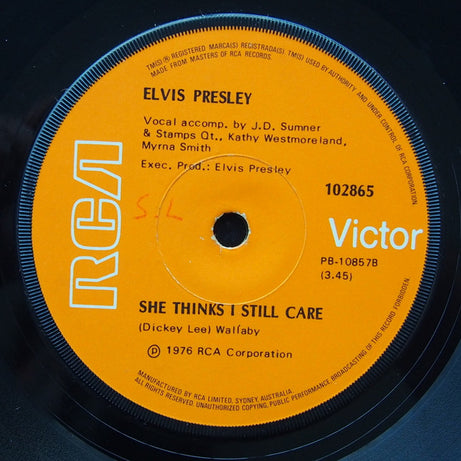 TM(S) ® REGISTERED MARCA(S) REGISTRADA(S). TM(S) USED BY AUTHORITY AND UNDER CONTROL OF RCA CORPORATION.
MADE FROM MASTERS OF RCA RECORDS.
ELVIS PRESLEY
Vocal accomp. by J.D. Sumner
& Stamps Qt., Kathy Westmoreland,
Myrna Smith
Exec. Prod.: Elvis Presley
102865
S.L
RCA
Victor
PB-10857B
(3.45)
SHE THINKS I STILL CARE
(Dickey Lee) Wallaby
℗ 1976 RCA Corporation
MANUFACTURED BY RCA LIMITED, SYDNEY, AUSTRALIA
ALL RIGHTS RESERVED. UNAUTHORIZED COPYING, PUBLIC PERFORMANCE, BROADCASTING OF THIS RECORD FORBIDDEN.